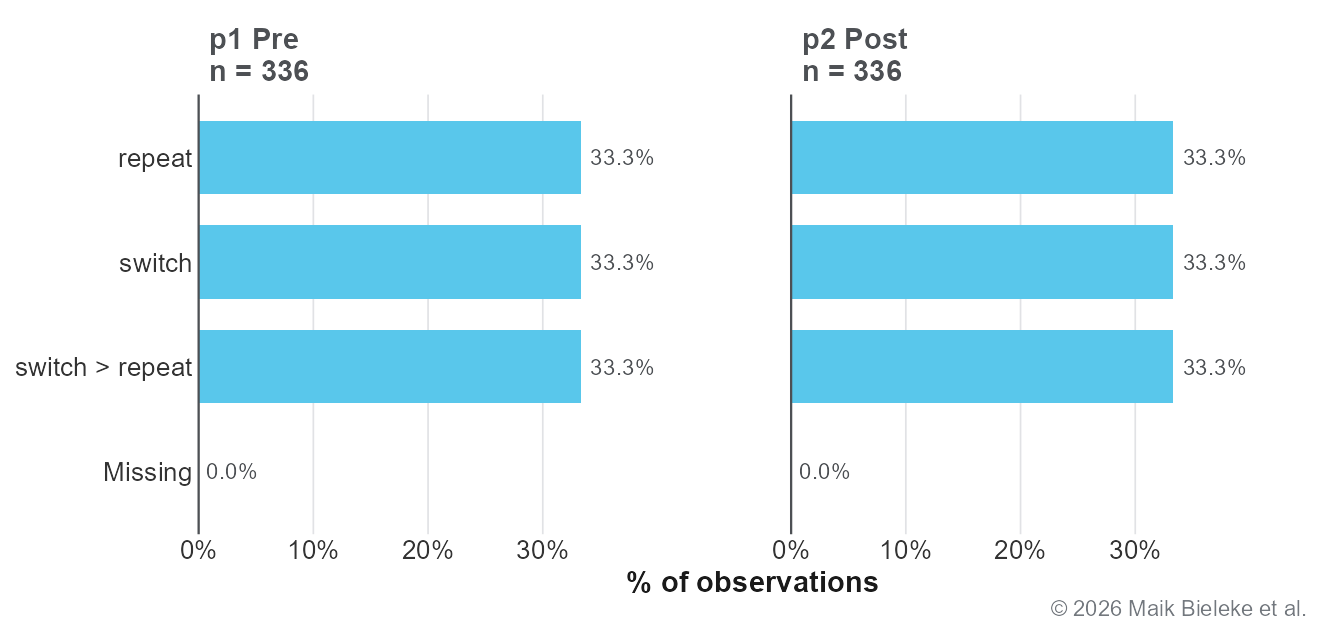 p1 Pre
n = 336
p2 Post
n = 336
repeat
33.3%
33.3%
switch
33.3%
33.3%
switch > repeat
33.3%
33.3%
Missing
0.0%
0.0%
0%
10%
20%
30%
0%
10%
20%
30%
% of observations
© 2026 Maik Bieleke et al.